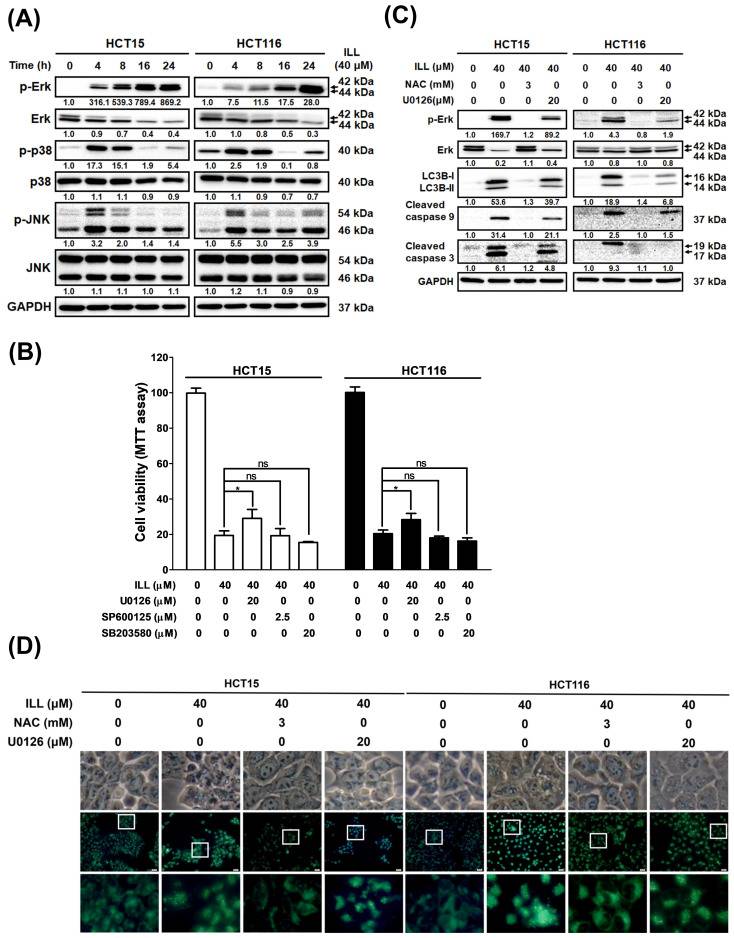 (A)
HCT15 HCT116
Time (h) 0 4 8 16 24 0 4 8 16 24 ILL (40 μM)
p-Erk 42 kDa
44 kDa
1.0 316.1 539.3 789.4 869.2 1.0 7.5 11.5 17.5 28.0
Erk 42 kDa
44 kDa
1.0 0.9 0.7 0.4 0.4 1.0 1.0 0.8 0.5 0.3
p-p38 40 kDa
1.0 17.3 15.1 1.9 5.4 1.0 2.5 1.9 0.1 0.8
p38 40 kDa
1.0 1.1 1.1 0.9 0.9 1.0 1.1 0.9 0.7 0.7
p-JNK 54 kDa
46 kDa
1.0 3.2 2.0 1.4 1.4 1.0 5.5 3.0 2.5 3.9
JNK 54 kDa
46 kDa
1.0 1.1 1.1 1.0 1.1 1.0 1.2 1.1 0.9 0.9
GAPDH 37 kDa
(C)
HCT15 HCT116
ILL (μM) 0 40 40 40 0 40 40 40
NAC (mM) 0 0 3 0 0 0 3 0
U0126(μM) 0 0 0 20 0 0 0 20
p-Erk 42 kDa
44 kDa
1.0 169.7 1.2 89.2 1.0 4.3 0.8 1.9
Erk 42 kDa
44 kDa
1.0 0.2 1.1 0.4 1.0 0.8 1.0 0.8
LC3B-I 16 kDa
LC3B-II 14 kDa
1.0 53.6 1.3 39.7 1.0 18.9 1.4 6.8
Cleaved caspase 9 37 kDa
1.0 31.4 1.0 21.1 1.0 2.5 1.0 1.5
Cleaved caspase 3 19 kDa
17 kDa
1.0 6.1 1.2 4.8 1.0 9.3 1.1 1.0
GAPDH 37 kDa
(B)
Cell viability (MTT assay)
120
100
80
60
40
20
0
HCT15 HCT116
ns ns
ns ns
* *
ILL (μM) 0 40 40 40 40 0 40 40 40 40
U0126 (μM) 0 0 20 0 0 0 0 20 0 0
SP600125 (μM) 0 0 0 2.5 0 0 0 0 2.5 0
SB203580 (μM) 0 0 0 0 20 0 0 0 0 20
(D)
HCT15 HCT116
ILL (μM) 0 40 40 40 0 40 40 40
NAC (mM) 0 0 3 0 0 0 3 0
U0126 (μM) 0 0 0 20 0 0 0 20